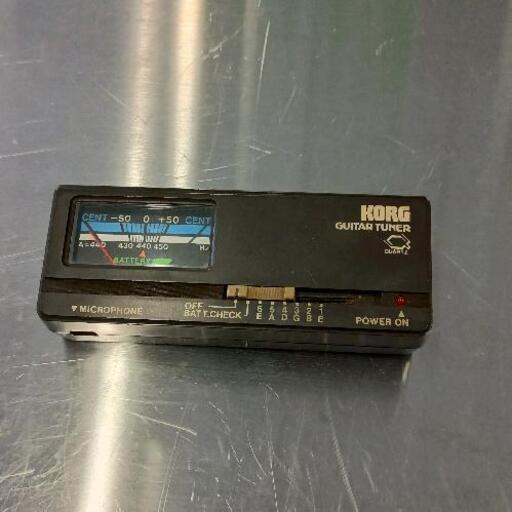 KORG
GUITAR TUNER
QUARTZ
CENT -50 0 +50 CENT
A=440 430 440 450 Hz
BATTERY
▼ MICROPHONE
OFF
BATT.CHECK
6 5 4 3 2 1
E A D G B E
POWER ON